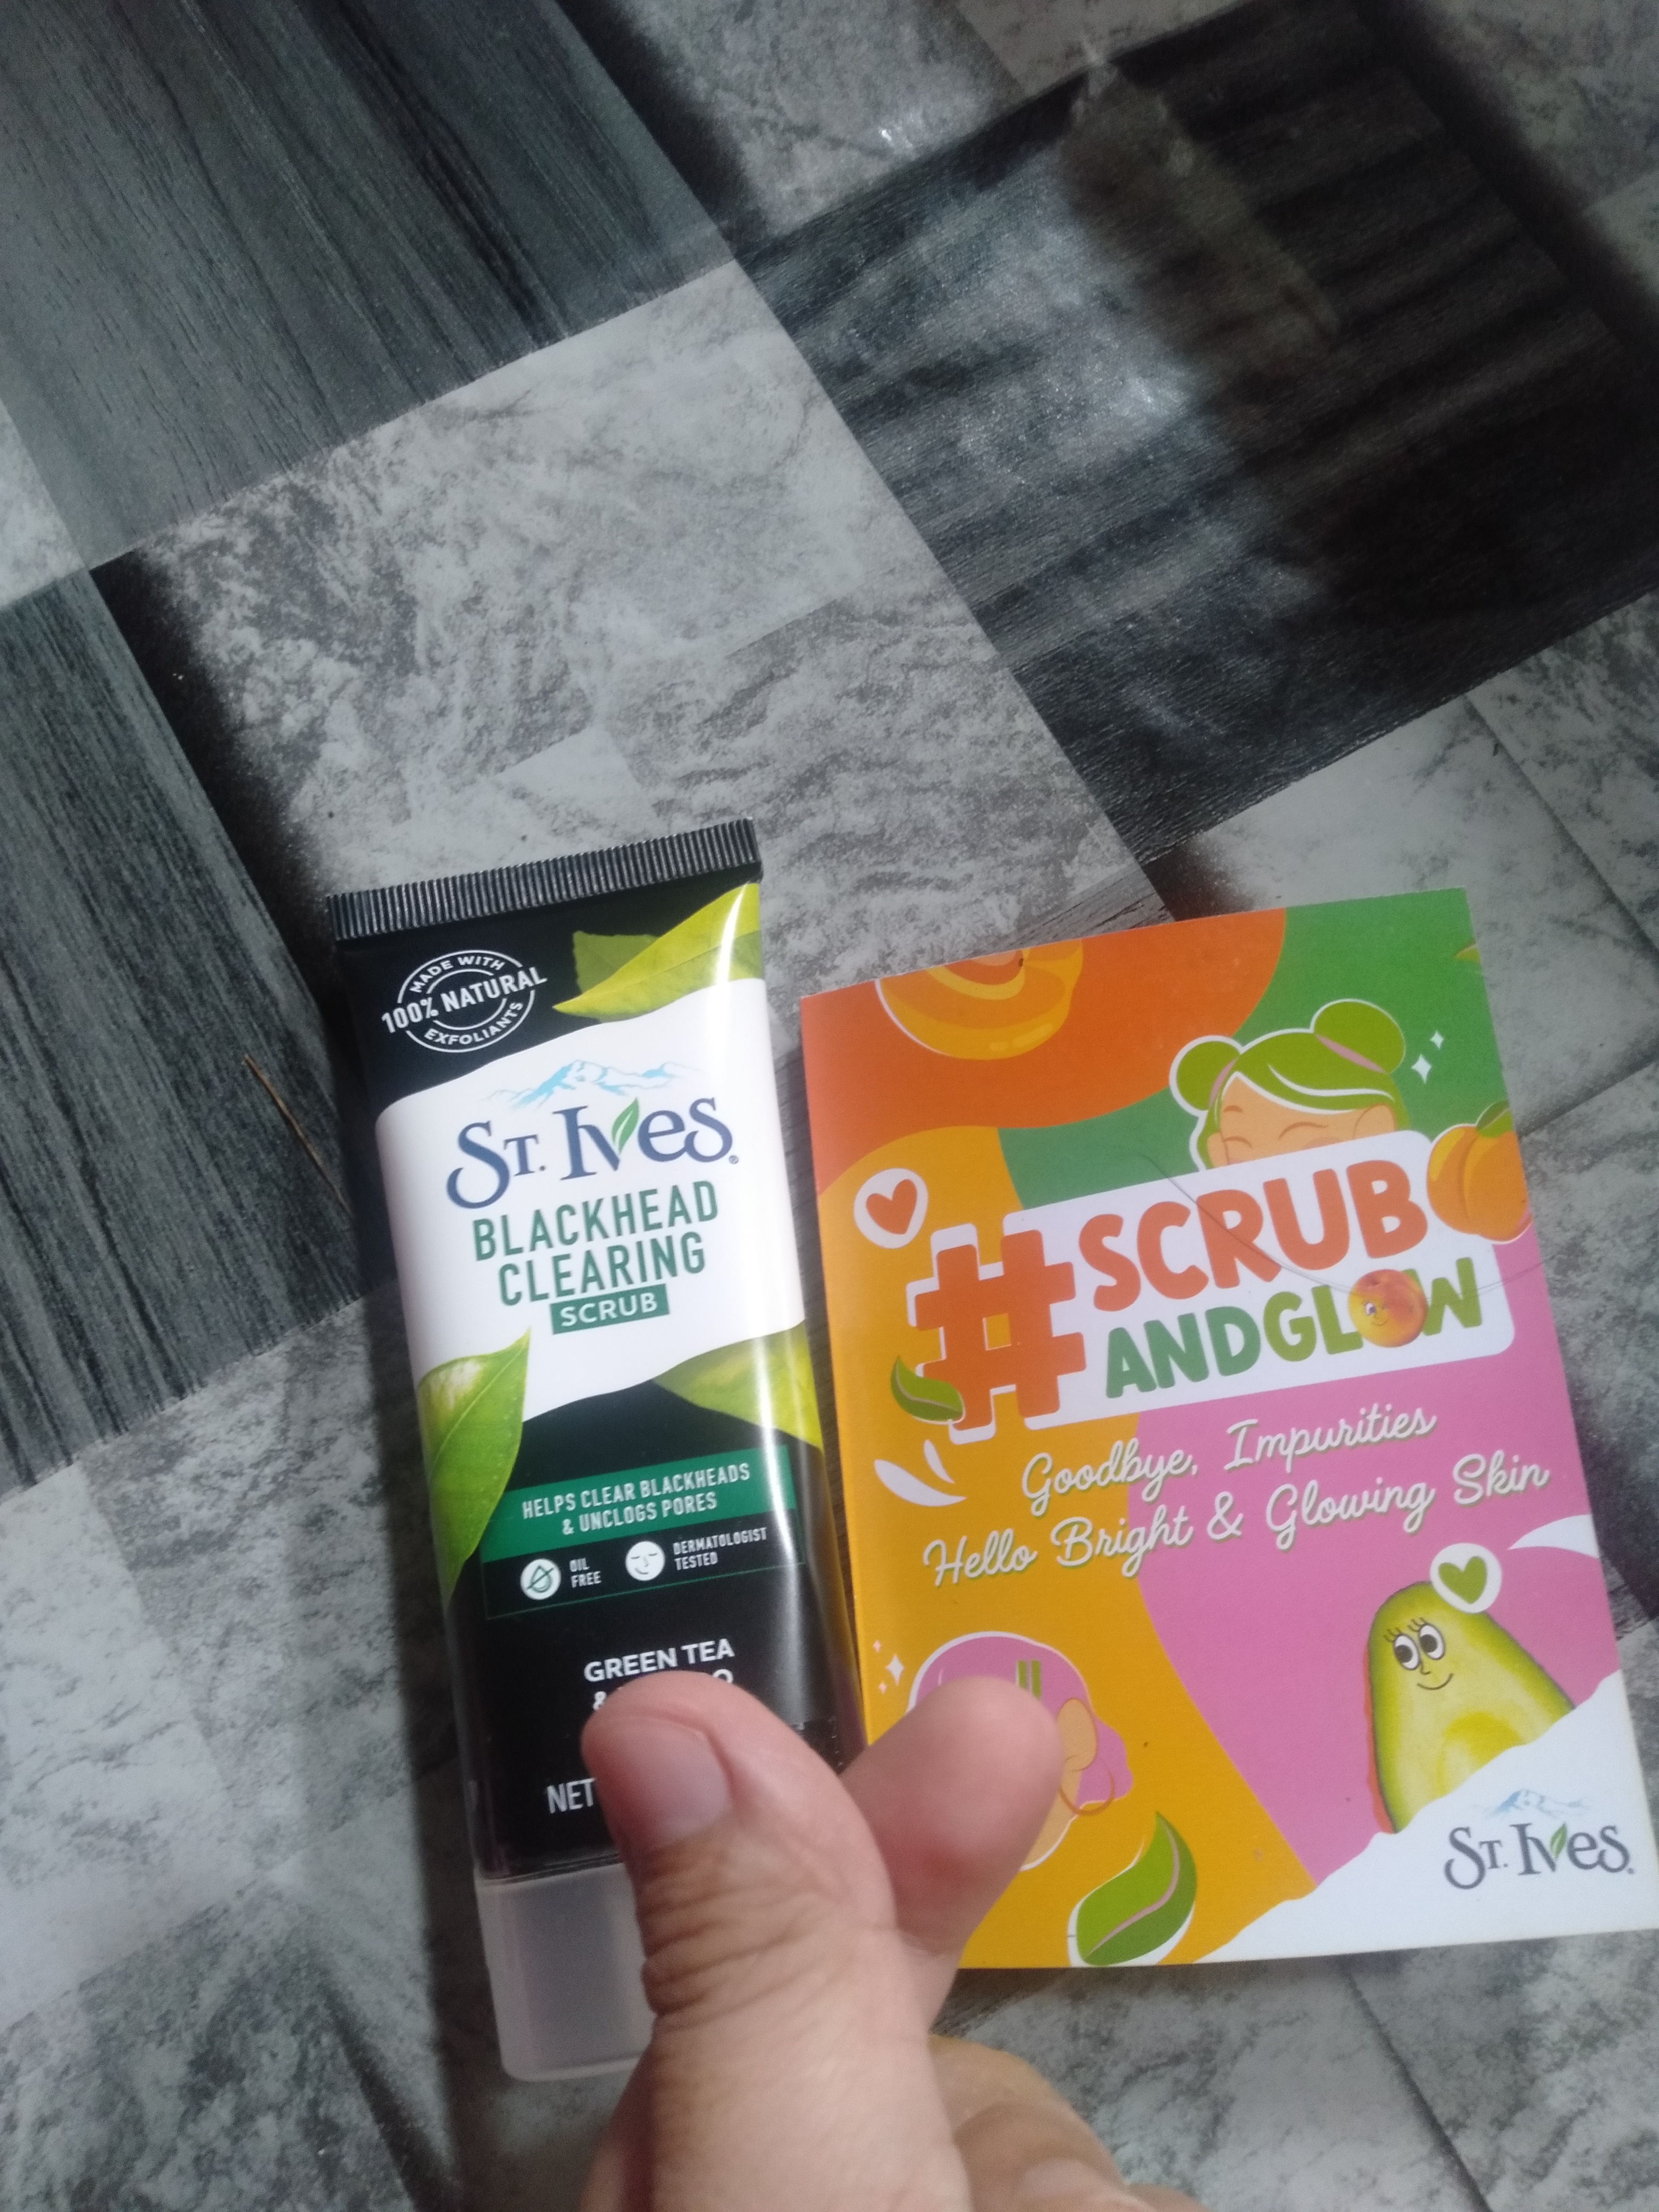 MADE WITH
100% NATURAL
EXFOLIANTS
ST. IVES®
BLACKHEAD
CLEARING
SCRUB
HELPS CLEAR BLACKHEADS
& UNCLOGS PORES
OIL
FREE
DERMATOLOGIST
TESTED
GREEN TEA
&
NET
#SCRUB
ANDGLOW
Goodbye, Impurities
Hello Bright & Glowing Skin
ST. IVES®